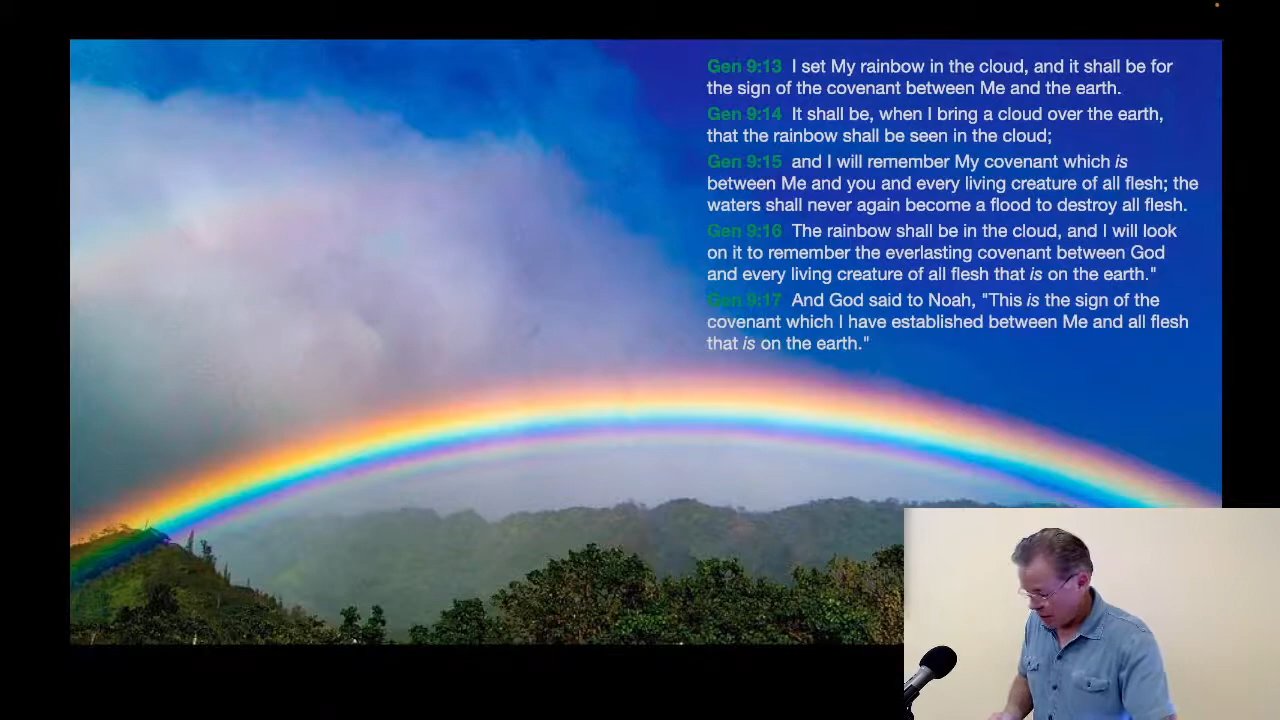 Gen 9:13 I set My rainbow in the cloud, and it shall be for
the sign of the covenant between Me and the earth.
Gen 9:14 It shall be, when I bring a cloud over the earth,
that the rainbow shall be seen in the cloud;
Gen 9:15 and I will remember My covenant which is
between Me and you and every living creature of all flesh; the
waters shall never again become a flood to destroy all flesh.
Gen 9:16 The rainbow shall be in the cloud, and I will look
on it to remember the everlasting covenant between God
and every living creature of all flesh that is on the earth."
Gen 9:17 And God said to Noah, "This is the sign of the
covenant which I have established between Me and all flesh
that is on the earth."